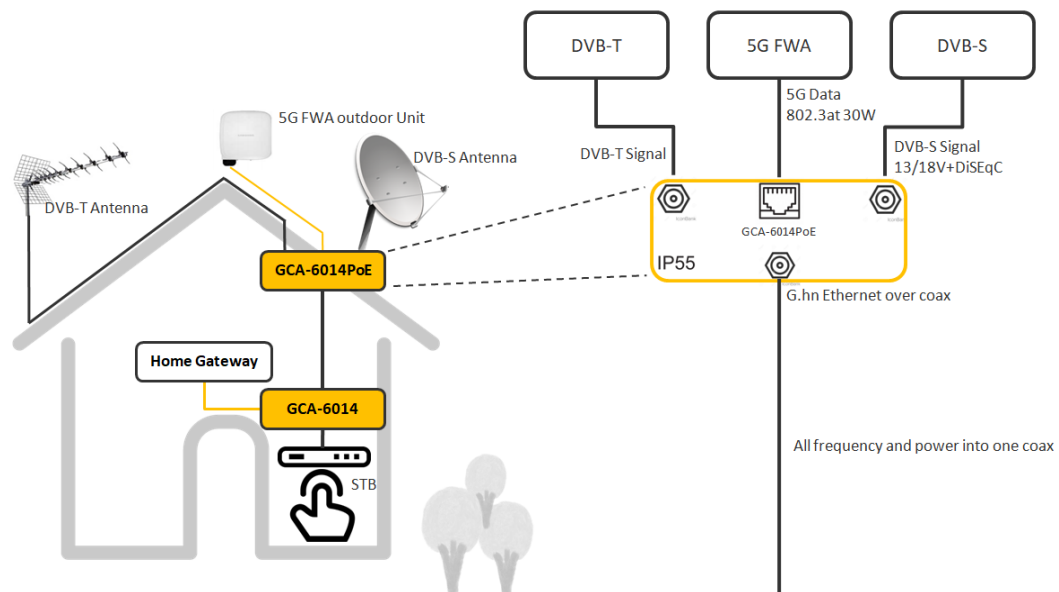 DVB-T
5G FWA
DVB-S
5G Data
802.3at 30W
5G FWA outdoor Unit
DVB-T Signal
DVB-S Signal
13/18V+DiSEqC
DVB-S Antenna
DVB-T Antenna
GCA-6014PoE
GCA-6014PoE
IP55
G.hn Ethernet over coax
Home Gateway
GCA-6014
All frequency and power into one coax
STB